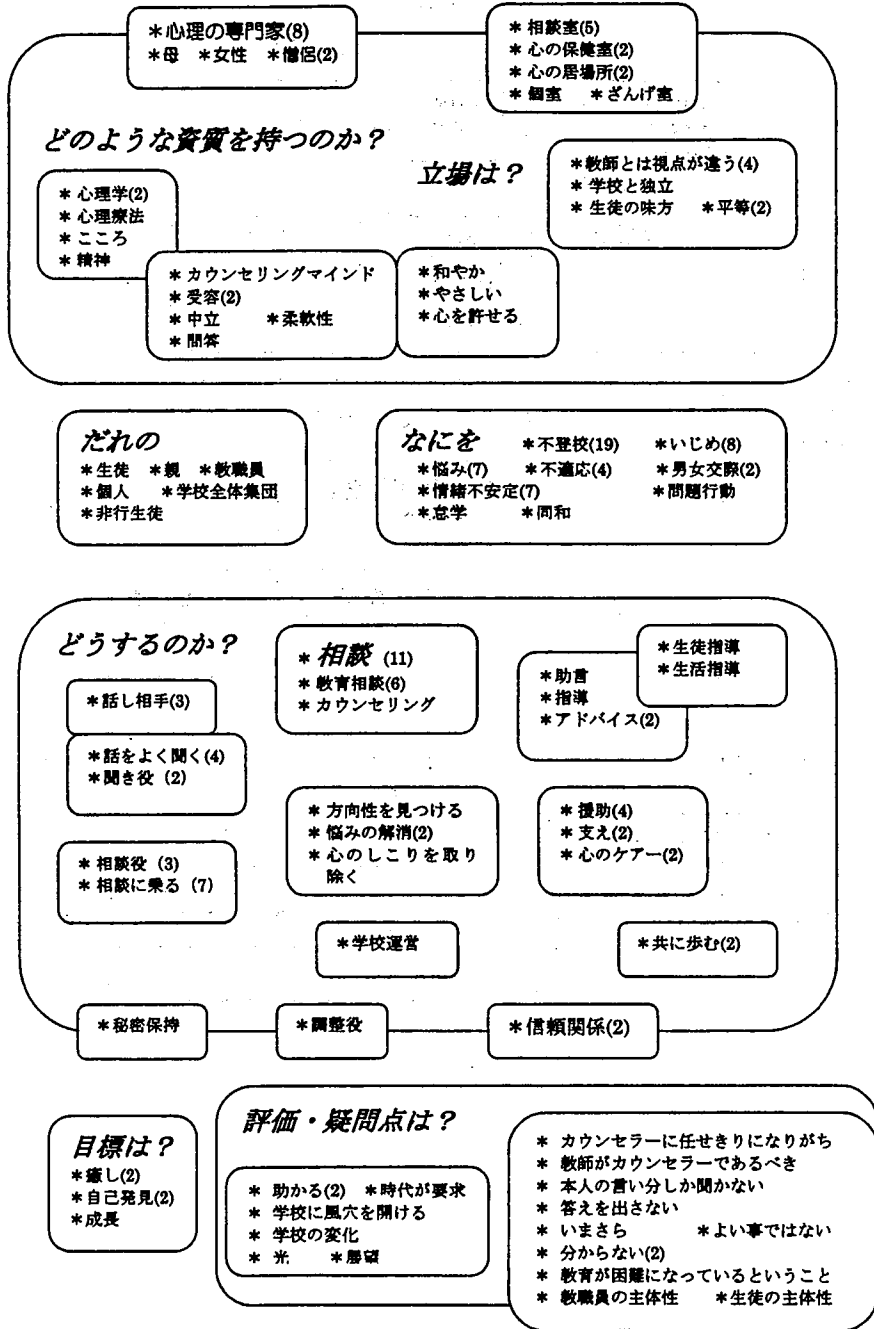 ＊心理の専門家(8)
＊母　＊女性　＊僧侶(2)
＊相談室(5)
＊心の保健室(2)
＊心の居場所(2)
＊個室　＊ざんげ室
どのような資質を持つのか？
立場は？
＊教師とは視点が違う(4)
＊学校と独立
＊生徒の味方　＊平等(2)
＊心理学(2)
＊心理療法
＊こころ
＊精神
＊カウンセリングマインド
＊受容(2)
＊中立　＊柔軟性
＊問答
＊和やか
＊やさしい
＊心を許せる
だれの
＊生徒　＊親　＊教職員
＊個人　＊学校全体集団
＊非行生徒
なにを　＊不登校(19)　＊いじめ(8)
＊悩み(7)　＊不適応(4)　＊男女交際(2)
＊情緒不安定(7)　＊問題行動
＊怠学　＊同和
どうするのか？
＊話し相手(3)
＊話をよく聞く(4)
＊聞き役（2）
＊相談役（3）
＊相談に乗る（7）
＊相談（11）
＊教育相談(6)
＊カウンセリング
＊生徒指導
＊生活指導
＊助言
＊指導
＊アドバイス(2)
＊方向性を見つける
＊悩みの解消(2)
＊心のしこりを取り
除く
＊援助(4)
＊支え(2)
＊心のケアー(2)
＊学校運営
＊共に歩む(2)
＊秘密保持
＊調整役
＊信頼関係(2)
目標は？
＊癒し(2)
＊自己発見(2)
＊成長
評価・疑問点は？
＊助かる(2)　＊時代が要求
＊学校に風穴を開ける
＊学校の変化
＊光　＊展望
＊カウンセラーに任せきりになりがち
＊教師がカウンセラーであるべき
＊本人の言い分しか聞かない
＊答えを出さない
＊いまさら　＊よい事ではない
＊分からない(2)
＊教育が困難になっているということ
＊教職員の主体性　＊生徒の主体性